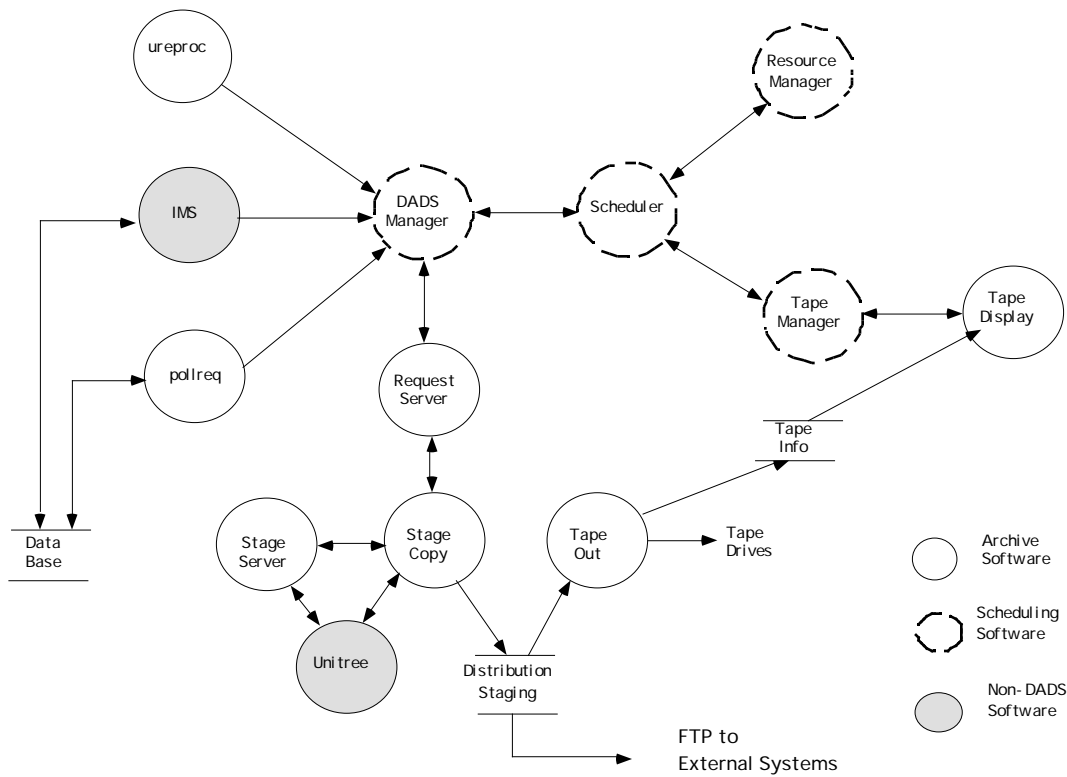 ureproc
Resource
Manager
IMS
DADS
Manager
Scheduler
Tape
Manager
Tape
Display
pollreq
Request
Server
Tape
Info
Data
Base
Stage
Server
Stage
Copy
Tape
Out
Tape
Drives
Archive
Software
Scheduling
Software
Unitree
Distribution
Staging
Non-DADS
Software
FTP to
External Systems